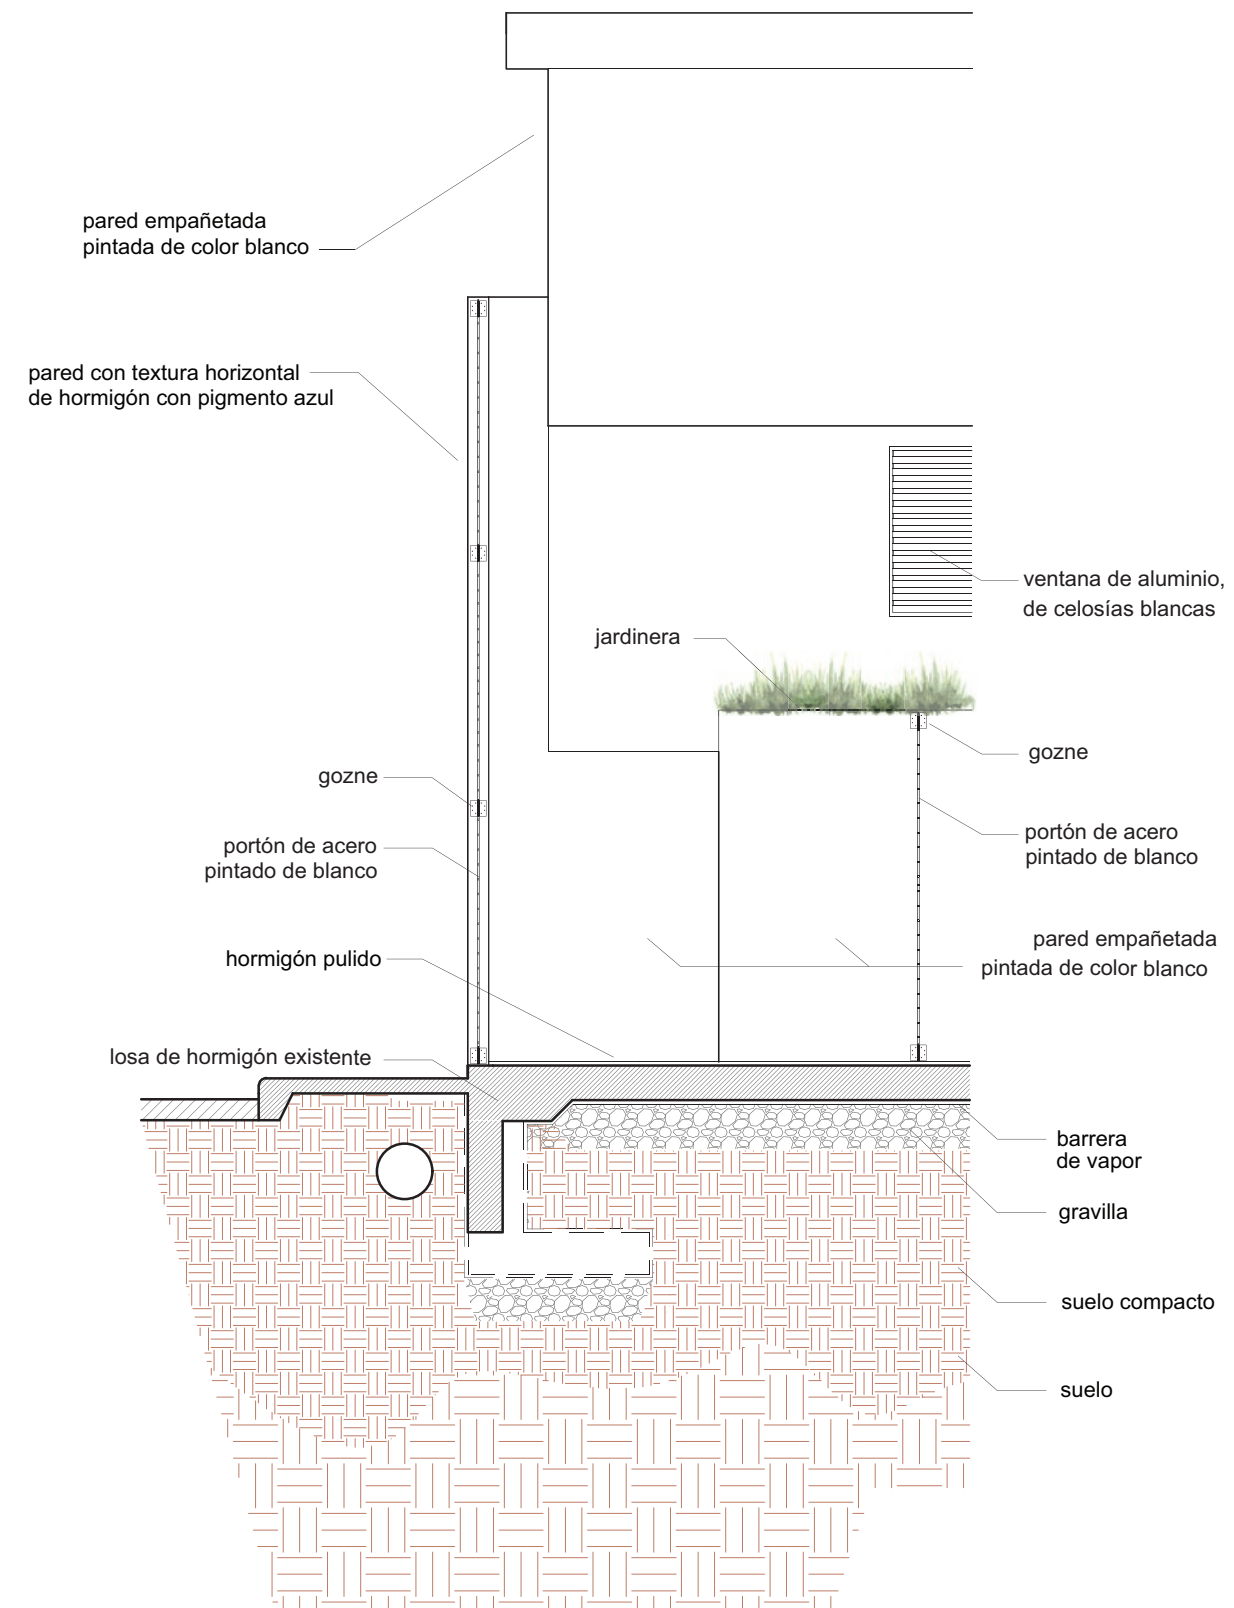 pared empañetada
pintada de color blanco
pared con textura horizontal
de hormigón con pigmento azul
ventana de aluminio,
de celosías blancas
jardinera
gozne
gozne
portón de acero
pintado de blanco
portón de acero
pintado de blanco
pared empañetada
pintada de color blanco
hormigón pulido
losa de hormigón existente
barrera
de vapor
gravilla
suelo compacto
suelo